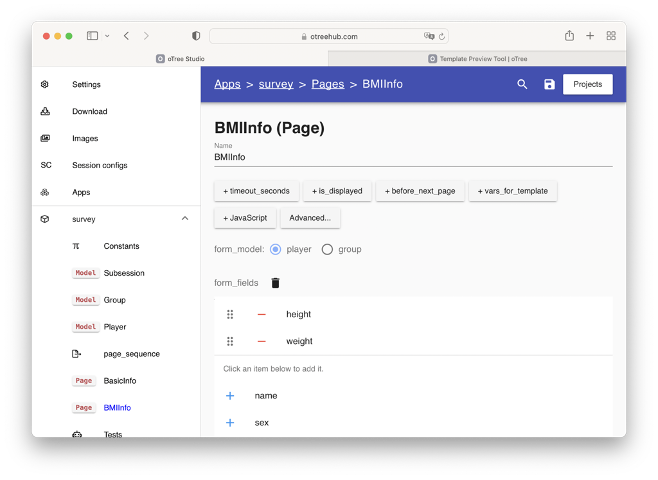 otreehub.com
oTree Studio
Template Preview Tool | oTree
Settings
Download
Images
SC Session configs
Apps
survey
π Constants
Model Subsession
Model Group
Model Player
page_sequence
Page BasicInfo
Page BMIInfo
Tests
Apps > survey > Pages > BMIInfo
Projects
BMIInfo (Page)
Name
BMIInfo
+ timeout_seconds + is_displayed + before_next_page + vars_for_template
+ JavaScript Advanced...
form_model: player group
form_fields
height
weight
Click an item below to add it.
+ name
+ sex